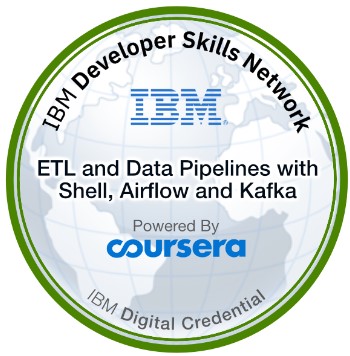 IBM Developer Skills Network
IBM®
ETL and Data Pipelines with
Shell, Airflow and Kafka
Powered By
coursera
IBM Digital Credential